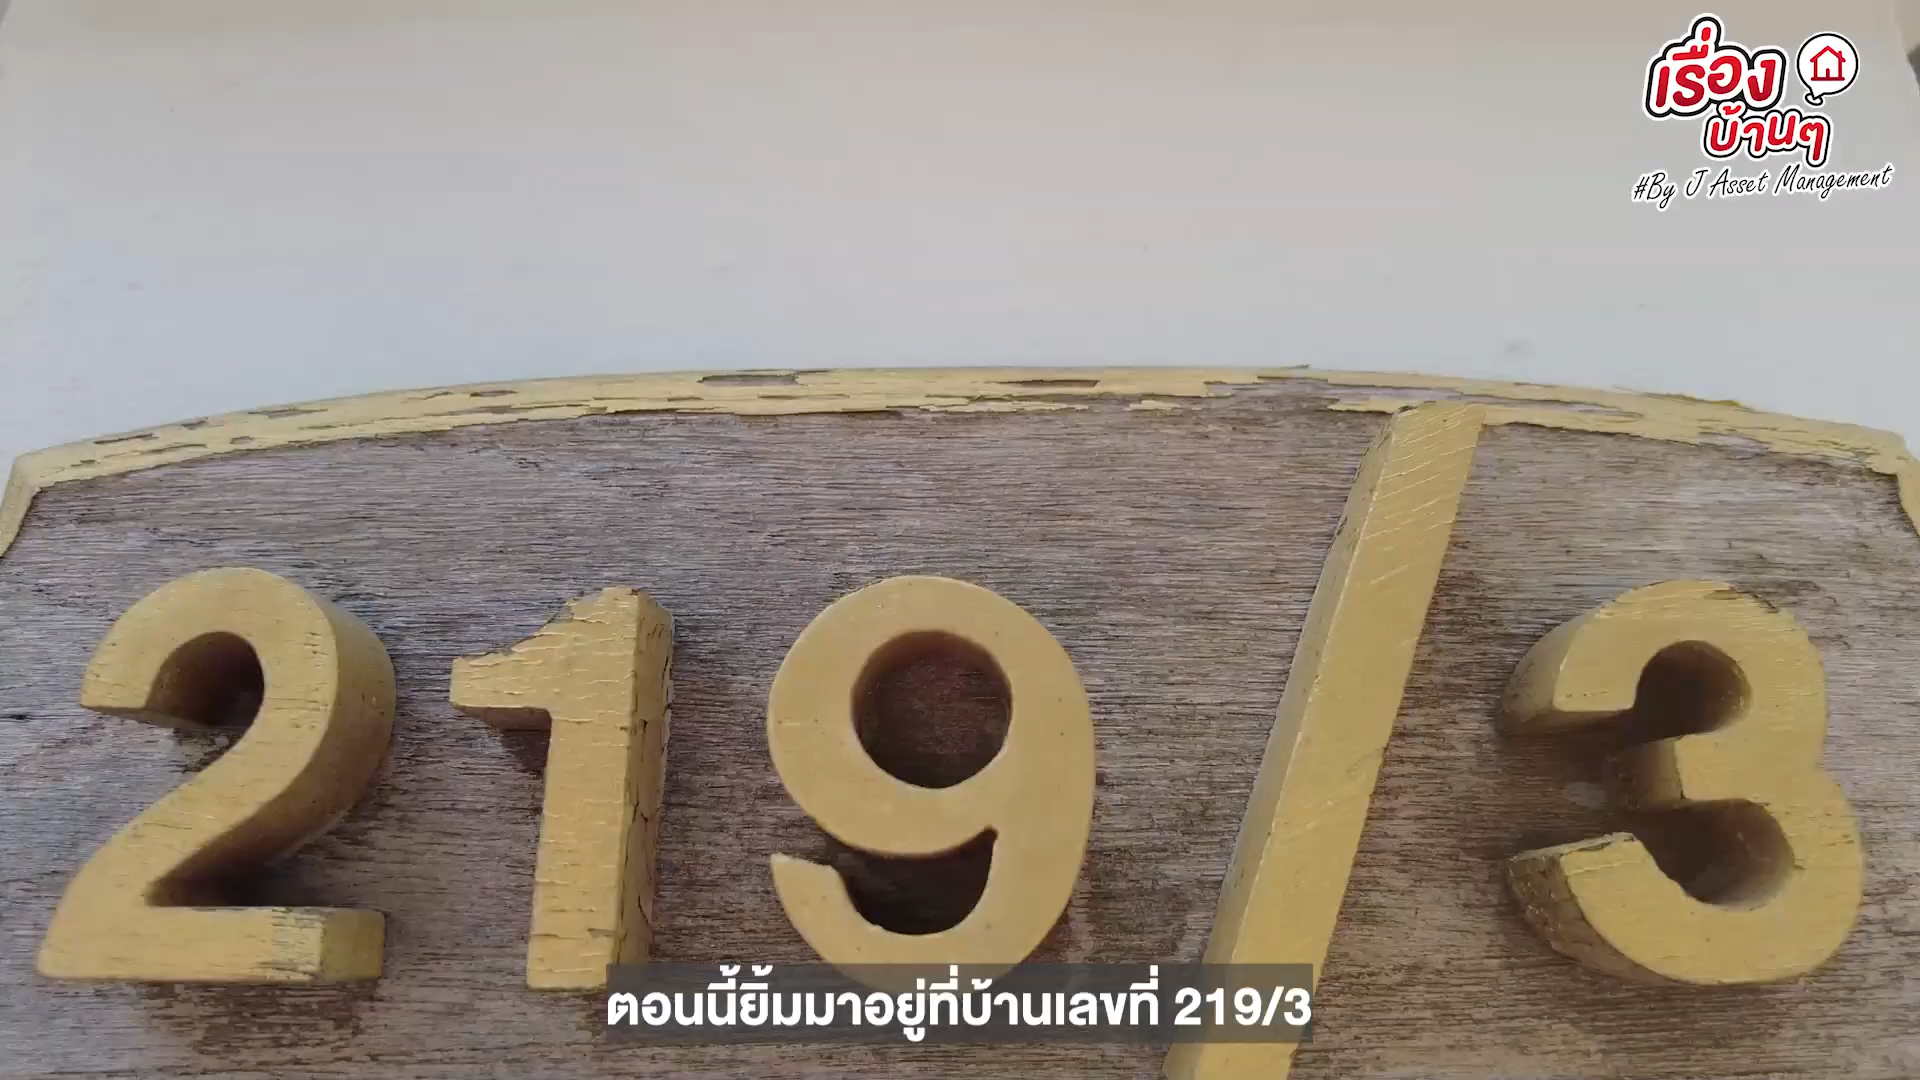 เรื่อง
บ้านๆ
#By J Asset Management
219/3
ตอนนี้ยิ้มมาอยู่ที่บ้านเลขที่ 219/3